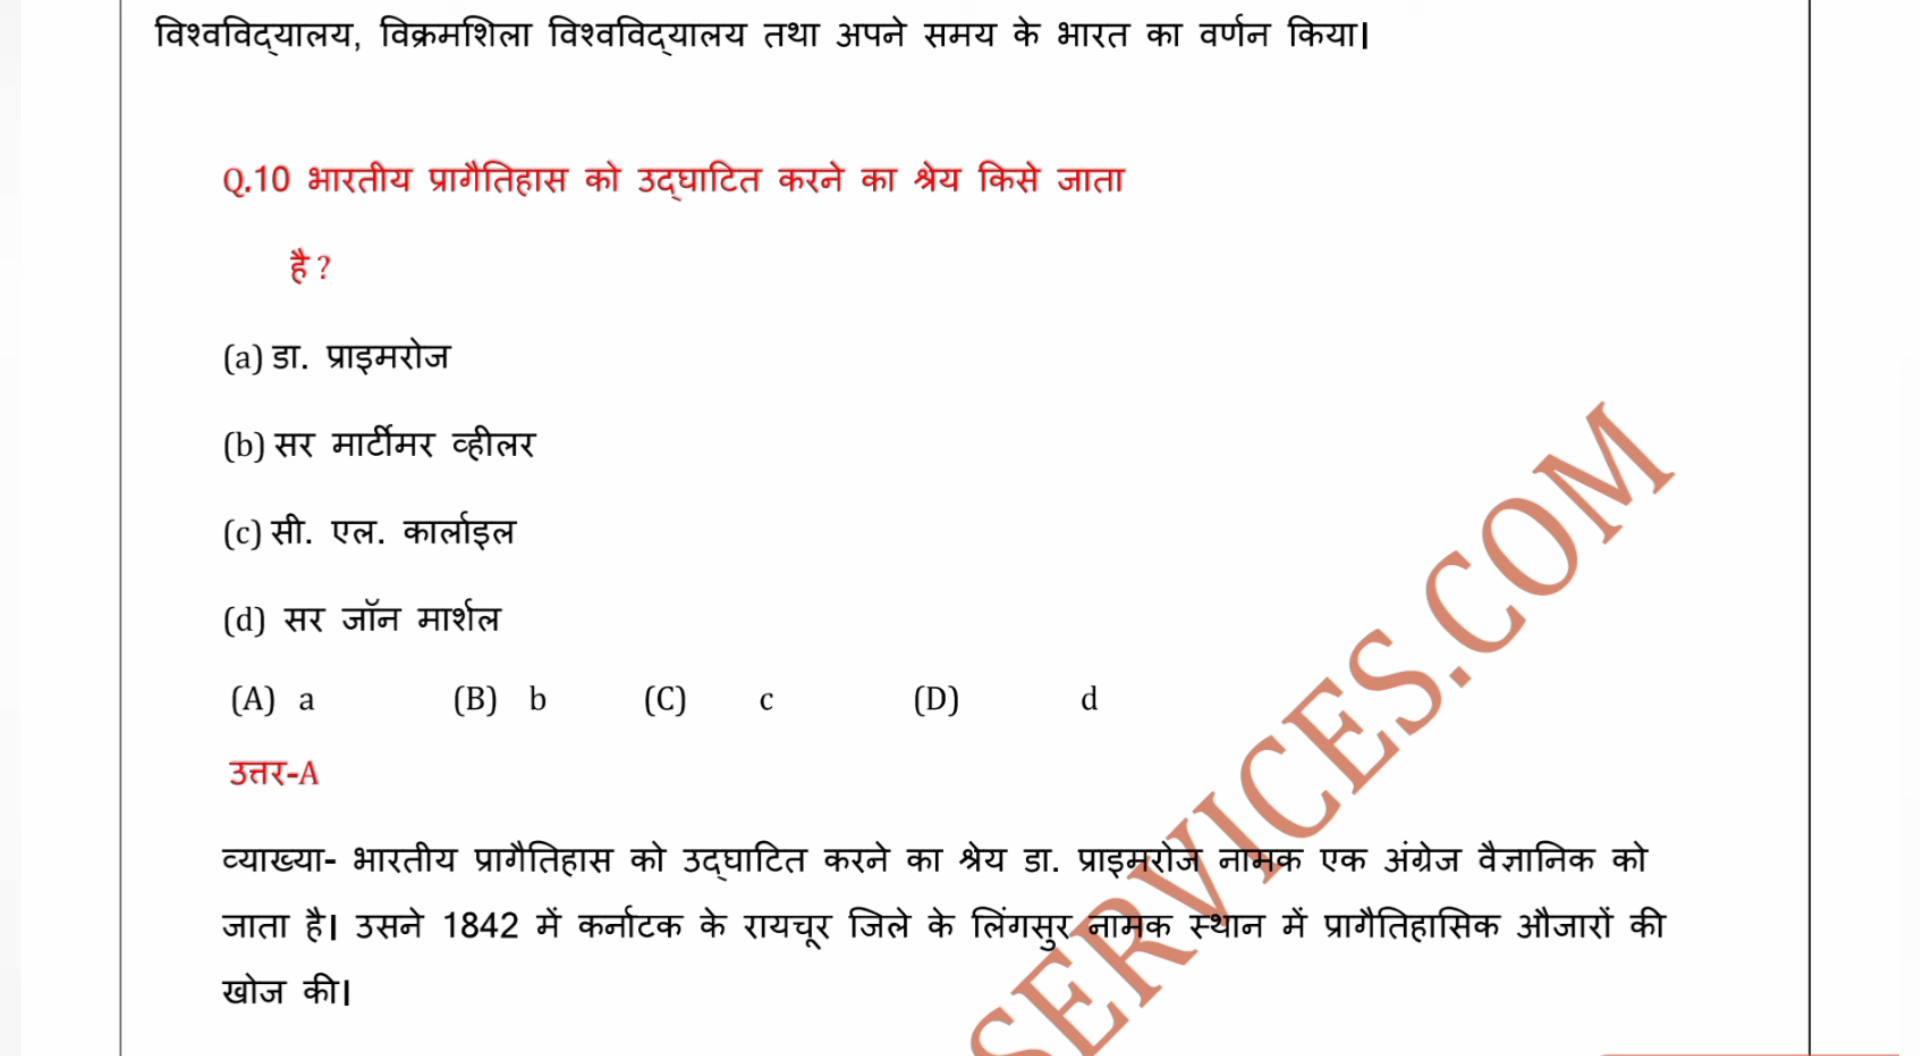 विश्वविद्यालय, विक्रमशिला विश्वविद्यालय तथा अपने समय के भारत का वर्णन किया|
Q.10 भारतीय प्रागैतिहास को उद्घाटित करने का श्रेय किसे जाता
है ?
(a) डा. प्राइमरोज
(b) सर मार्टीमर व्हीलर
(c) सी. एल. कार्लाइल
(d) सर जॉन मार्शल
(A) a (B) b (C) c (D) d
उत्तर-A
व्याख्या- भारतीय प्रागैतिहास को उद्घाटित करने का श्रेय डा. प्राइमरोज नामक एक अंग्रेज वैज्ञानिक को
जाता है| उसने 1842 में कर्नाटक के रायचूर जिले के लिंगसुर नामक स्थान में प्रागैतिहासिक औजारों की
खोज की|
SERVICES.COM